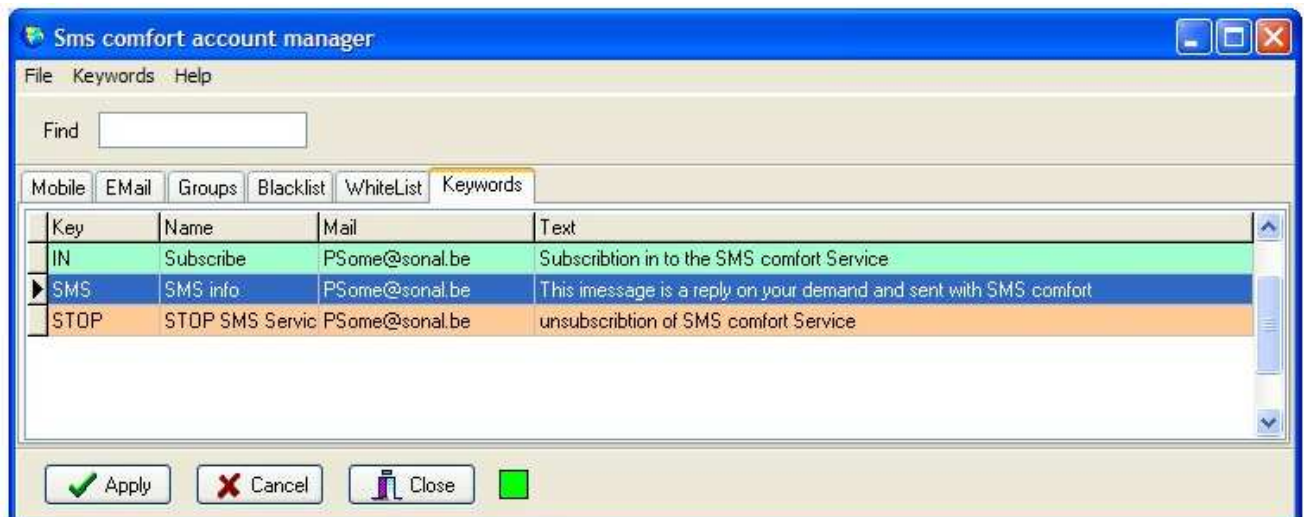 Sms comfort account manager
File Keywords Help
Find
Mobile EMail Groups Blacklist WhiteList Keywords
Key Name Mail Text
IN Subscribe PSome@sonal.be Subscribtion in to the SMS comfort Service
SMS SMS info PSome@sonal.be This imessage is a reply on your demand and sent with SMS comfort
STOP STOP SMS Servic PSome@sonal.be unsubscribtion of SMS comfort Service
Apply Cancel Close